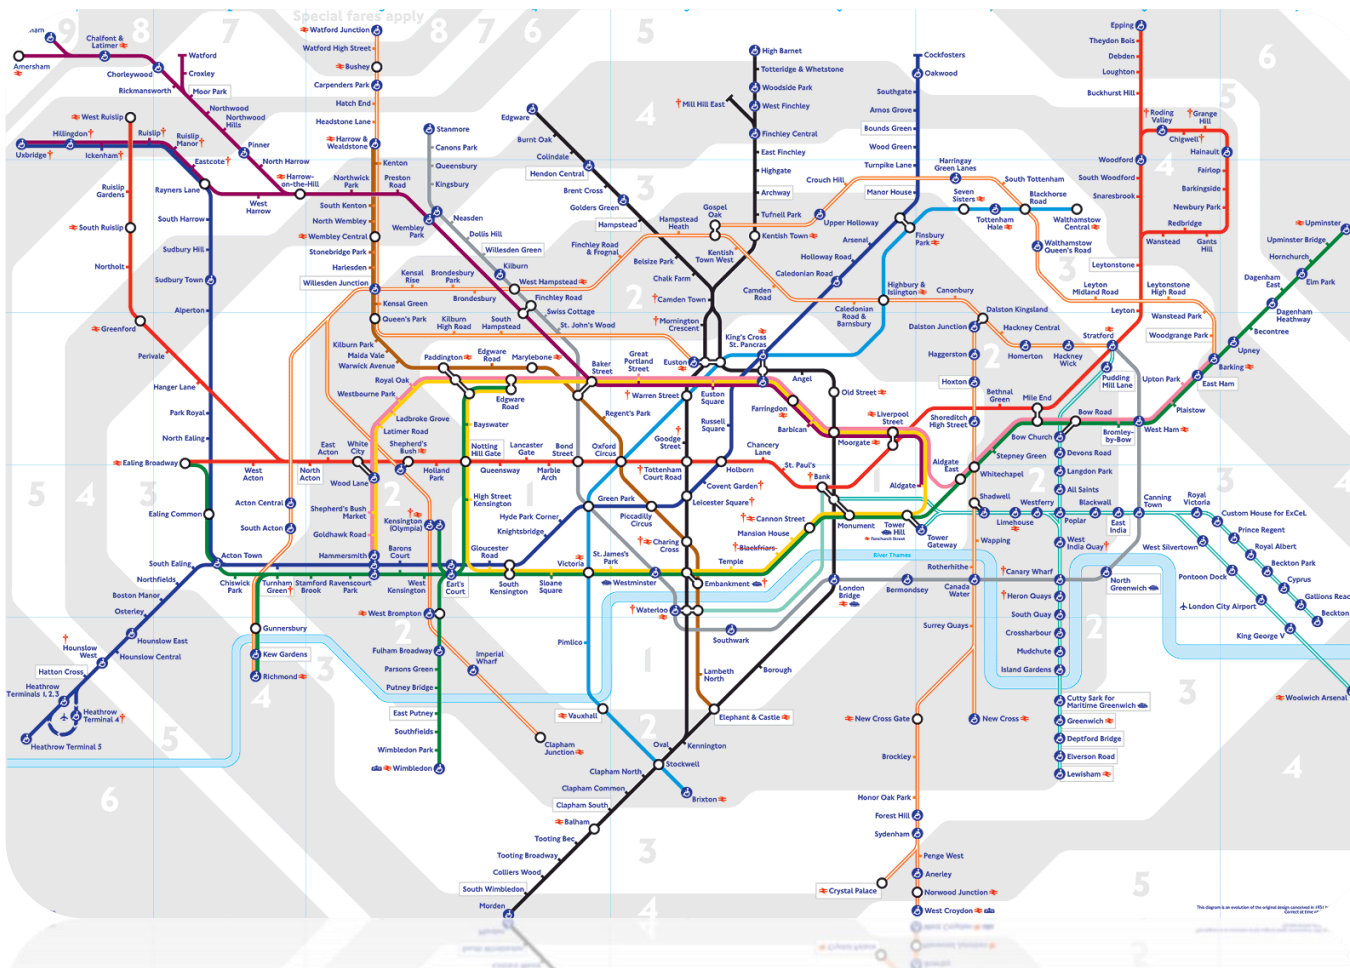 Special fares apply
9
8
7
8
7
6
5
6
Chalfont &
Latimer
Amersham
Chorleywood
Rickmansworth
Watford
Croxley
Moor Park
Northwood
Northwood
Hills
Pinner
North Harrow
Harrow-
on-the-Hill
West
Harrow
Northwick
Park
Preston
Road
Wembley
Park
West Ruislip
Hillingdon
Uxbridge
Ickenham
Ruislip
Ruislip
Manor
Eastcote
Rayners Lane
Ruislip
Gardens
South Ruislip
Northolt
Greenford
Perivale
Hanger Lane
South Harrow
Sudbury Hill
Sudbury Town
Alperton
Park Royal
North Ealing
Ealing Broadway
Ealing Common
West
Acton
North
Acton
East
Acton
White
City
Wood Lane
Shepherd's
Bush
Holland
Park
Watford Junction
Watford High Street
Bushey
Carpenders Park
Hatch End
Headstone Lane
Harrow &
Wealdstone
Kenton
South Kenton
North Wembley
Wembley Central
Stonebridge Park
Harlesden
Willesden Junction
Kensal Green
Queen's Park
Kilburn Park
Maida Vale
Warwick Avenue
Stanmore
Canons Park
Queensbury
Kingsbury
Neasden
Dollis Hill
Willesden Green
Kilburn
West Hampstead
Finchley Road
Swiss Cottage
St. John's Wood
Kensal
Rise
Brondesbury
Park
Brondesbury
Kilburn
High Road
South
Hampstead
Finchley Road
& Frognal
Hampstead
Heath
Gospel
Oak
Kentish
Town West
Camden
Road
Caledonian
Road &
Barnsbury
Edgware
Burnt Oak
Colindale
Hendon Central
Brent Cross
Golders Green
Hampstead
Belsize Park
Chalk Farm
Camden Town
Mornington
Crescent
Euston
High Barnet
Totteridge & Whetstone
Woodside Park
West Finchley
Mill Hill East
Finchley Central
East Finchley
Highgate
Archway
Tufnell Park
Kentish Town
Cockfosters
Oakwood
Southgate
Arnos Grove
Bounds Green
Wood Green
Turnpike Lane
Manor House
Finsbury
Park
Arsenal
Holloway Road
Caledonian Road
King's Cross
St. Pancras
Crouch Hill
Upper Holloway
Harringay
Green Lanes
South Tottenham
Seven
Sisters
Tottenham
Hale
Blackhorse
Road
Walthamstow
Central
Walthamstow
Queen's Road
Leyton
Midland Road
Leytonstone
High Road
Wanstead Park
Woodgrange Park
Highbury &
Islington
Canonbury
Dalston Kingsland
Dalston Junction
Hackney Central
Homerton
Hackney
Wick
Haggerston
Hoxton
Shoreditch
High Street
Epping
Theydon Bois
Debden
Loughton
Buckhurst Hill
Roding
Valley
Grange
Hill
Chigwell
Hainault
Woodford
South Woodford
Snaresbrook
Fairlop
Barkingside
Newbury Park
Redbridge
Wanstead
Gants
Hill
Leytonstone
Leyton
Stratford
Pudding
Mill Lane
Upminster
Upminster Bridge
Hornchurch
Elm Park
Dagenham
East
Dagenham
Heathway
Becontree
Upney
Barking
East Ham
Upton Park
Plaistow
West Ham
Bromley-
by-Bow
Bow Road
Bow Church
Mile End
Bethnal
Green
Stepney Green
Whitechapel
Paddington
Edgware
Road
Marylebone
Baker
Street
Great
Portland
Street
Warren Street
Euston
Square
Angel
Old Street
Farringdon
Barbican
Moorgate
Liverpool
Street
Royal Oak
Westbourne Park
Ladbroke Grove
Latimer Road
Edgware
Road
Bayswater
Regent's Park
Goodge
Street
Russell
Square
Notting
Hill Gate
Queensway
Lancaster
Gate
Marble
Arch
Bond
Street
Oxford
Circus
Tottenham
Court Road
Holborn
Chancery
Lane
St. Paul's
Bank
Aldgate
East
Aldgate
Covent Garden
Leicester Square
Green Park
Piccadilly
Circus
Hyde Park Corner
Knightsbridge
High Street
Kensington
Kensington
(Olympia)
Shepherd's Bush
Market
Goldhawk Road
Hammersmith
Barons
Court
Gloucester
Road
Earl's
Court
South
Kensington
Sloane
Square
Victoria
St. James's
Park
Westminster
Charing
Cross
Embankment
Temple
Blackfriars
Mansion House
Cannon Street
Monument
Tower
Hill
Fenchurch Street
Tower
Gateway
River Thames
Acton Central
South Acton
Acton Town
South Ealing
Northfields
Boston Manor
Osterley
Hounslow East
Hounslow Central
Hounslow
West
Hatton Cross
Heathrow
Terminals 1, 2, 3
Heathrow
Terminal 4
Heathrow Terminal 5
Chiswick
Park
Turnham
Green
Stamford
Brook
Ravenscourt
Park
West
Kensington
Gunnersbury
Kew Gardens
Richmond
West Brompton
Fulham Broadway
Parsons Green
Putney Bridge
East Putney
Southfields
Wimbledon Park
Wimbledon
Imperial
Wharf
Clapham
Junction
Pimlico
Vauxhall
Waterloo
Southwark
Lambeth
North
Borough
Elephant & Castle
Kennington
Oval
Stockwell
Brixton
Clapham North
Clapham Common
Clapham South
Balham
Tooting Bec
Tooting Broadway
Colliers Wood
South Wimbledon
Morden
London
Bridge
Bermondsey
Canada
Water
Rotherhithe
Wapping
Shadwell
Surrey Quays
New Cross Gate
New Cross
Brockley
Honor Oak Park
Forest Hill
Sydenham
Penge West
Anerley
Crystal Palace
Norwood Junction
West Croydon
Devons Road
Langdon Park
All Saints
Limehouse
Westferry
Poplar
Blackwall
East
India
Canning
Town
Royal
Victoria
Custom House for ExCeL
Prince Regent
Royal Albert
Beckton Park
Cyprus
Gallions Reac
Beckton
West Silvertown
Pontoon Dock
London City Airport
King George V
Woolwich Arsenal
West
India Quay
Canary Wharf
Heron Quays
South Quay
Crossharbour
Mudchute
Island Gardens
North
Greenwich
Cutty Sark for
Maritime Greenwich
Greenwich
Deptford Bridge
Elverson Road
Lewisham
This diagram is an evolution of the original design conceived in 1931
Correct at time of